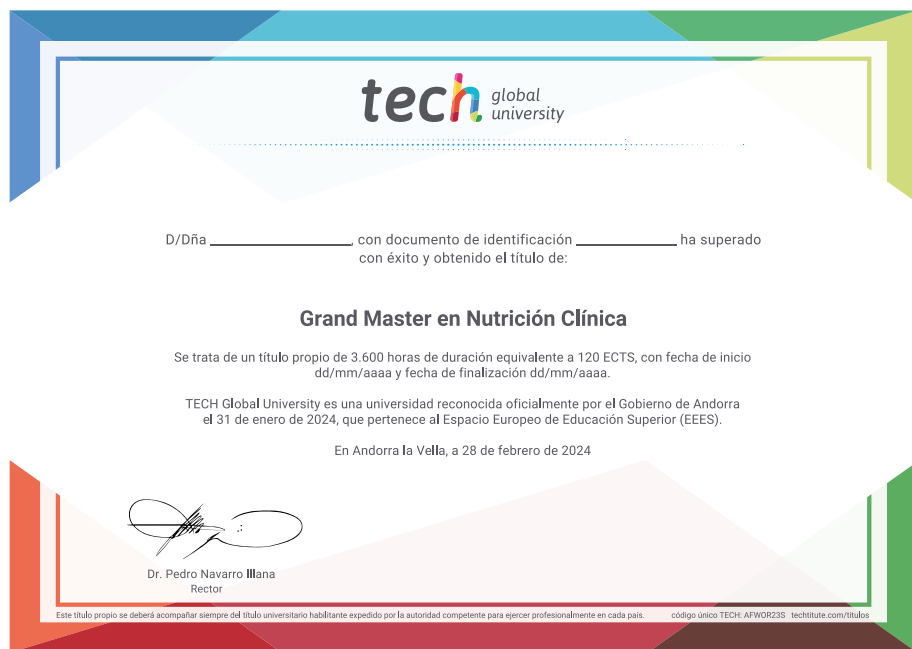 tech global
university
D/Dña ______________, con documento de identificación __________ ha superado
con éxito y obtenido el título de:
Grand Master en Nutrición Clínica
Se trata de un título propio de 3.600 horas de duración equivalente a 120 ECTS, con fecha de inicio
dd/mm/aaaa y fecha de finalización dd/mm/aaaa.
TECH Global University es una universidad reconocida oficialmente por el Gobierno de Andorra
el 31 de enero de 2024, que pertenece al Espacio Europeo de Educación Superior (EEES).
En Andorra la Vella, a 28 de febrero de 2024
Dr. Pedro Navarro Illana
Rector
Este título propio se deberá acompañar siempre del título universitario habilitante expedido por la autoridad competente para ejercer profesionalmente en cada país. código único TECH: AFWOR23S techtitute.com/titulos